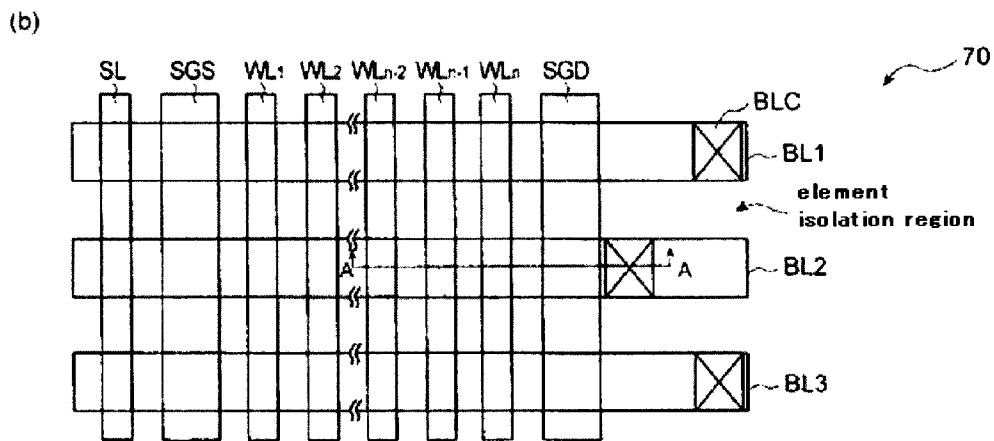 (b)
SL SGS WL1 WL2 WLn-2 WLn-1 WLn SGD
70
BLC
BL1
element
isolation region
A A
BL2
BL3